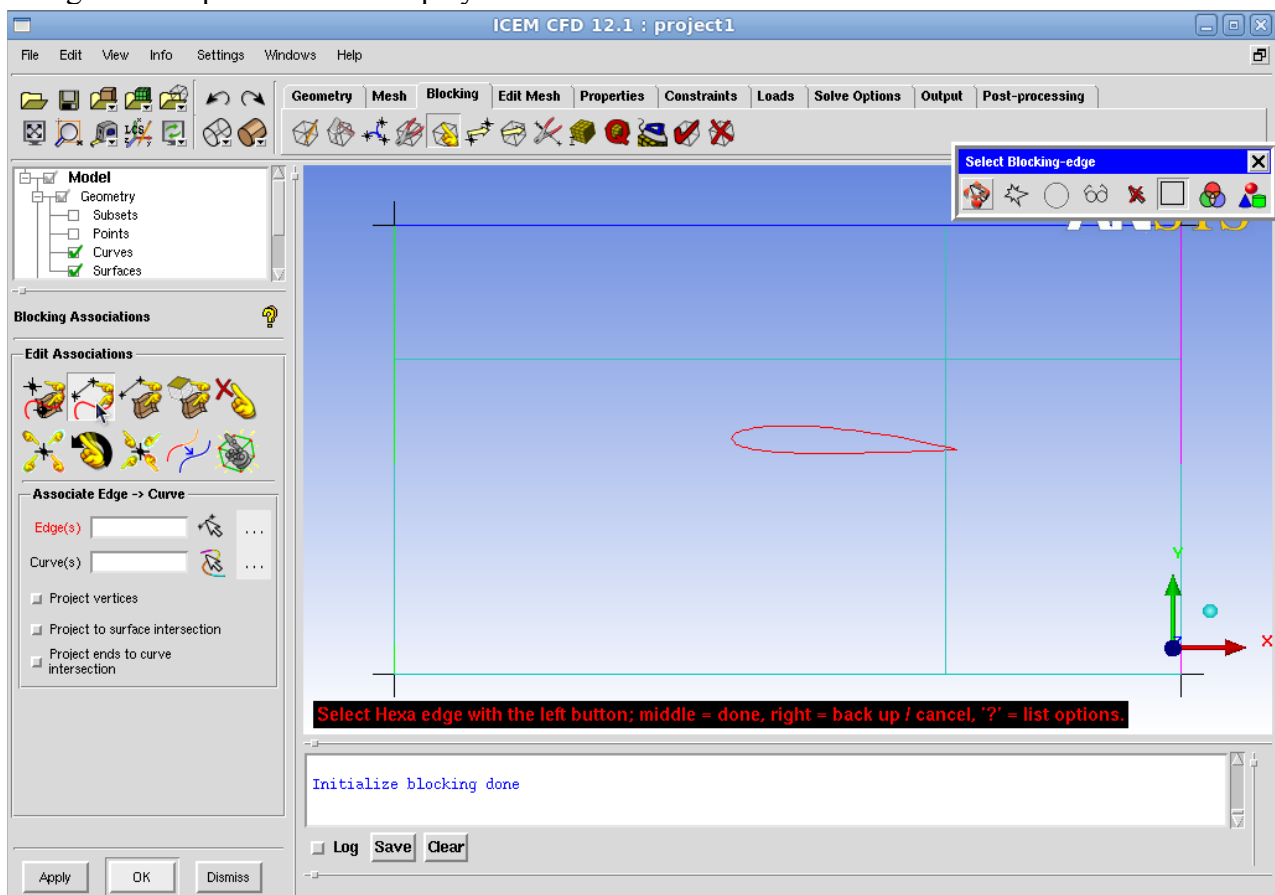 ICEM CFD 12.1 : project1
File Edit View Info Settings Windows Help
Geometry Mesh Blocking Edit Mesh Properties Constraints Loads Solve Options Output Post-processing
LCS
Select Blocking-edge
Model
Geometry
Subsets
Points
Curves
Surfaces
Blocking Associations
Edit Associations
Associate Edge -> Curve
Edge(s) ...
Curve(s) ...
Project vertices
Project to surface intersection
Project ends to curve
intersection
Y
X
Select Hexa edge with the left button; middle = done, right = back up / cancel, '?' = list options.
Initialize blocking done
Log Save Clear
Apply OK Dismiss